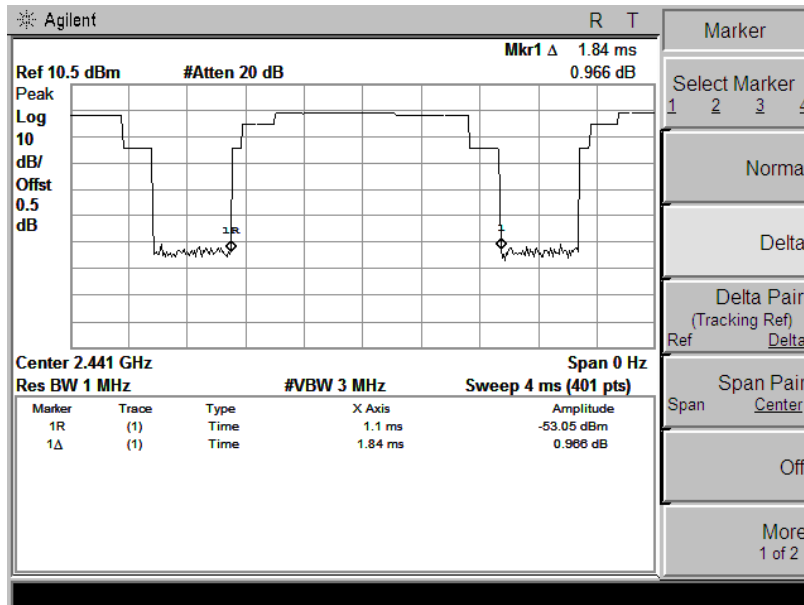 Agilent
R T
Mkr1 Δ 1.84 ms
Ref 10.5 dBm #Atten 20 dB 0.966 dB
Peak
Log
10
dB/
Offst
0.5
dB
1R
1
Center 2.441 GHz Span 0 Hz
Res BW 1 MHz #VBW 3 MHz Sweep 4 ms (401 pts)
Marker Trace Type X Axis Amplitude
1R (1) Time 1.1 ms -53.05 dBm
1Δ (1) Time 1.84 ms 0.966 dB
Marker
Select Marker
1 2 3 4
Norma
Delta
Delta Pair
(Tracking Ref)
Ref Delta
Span Pair
Span Center
Off
More
1 of 2